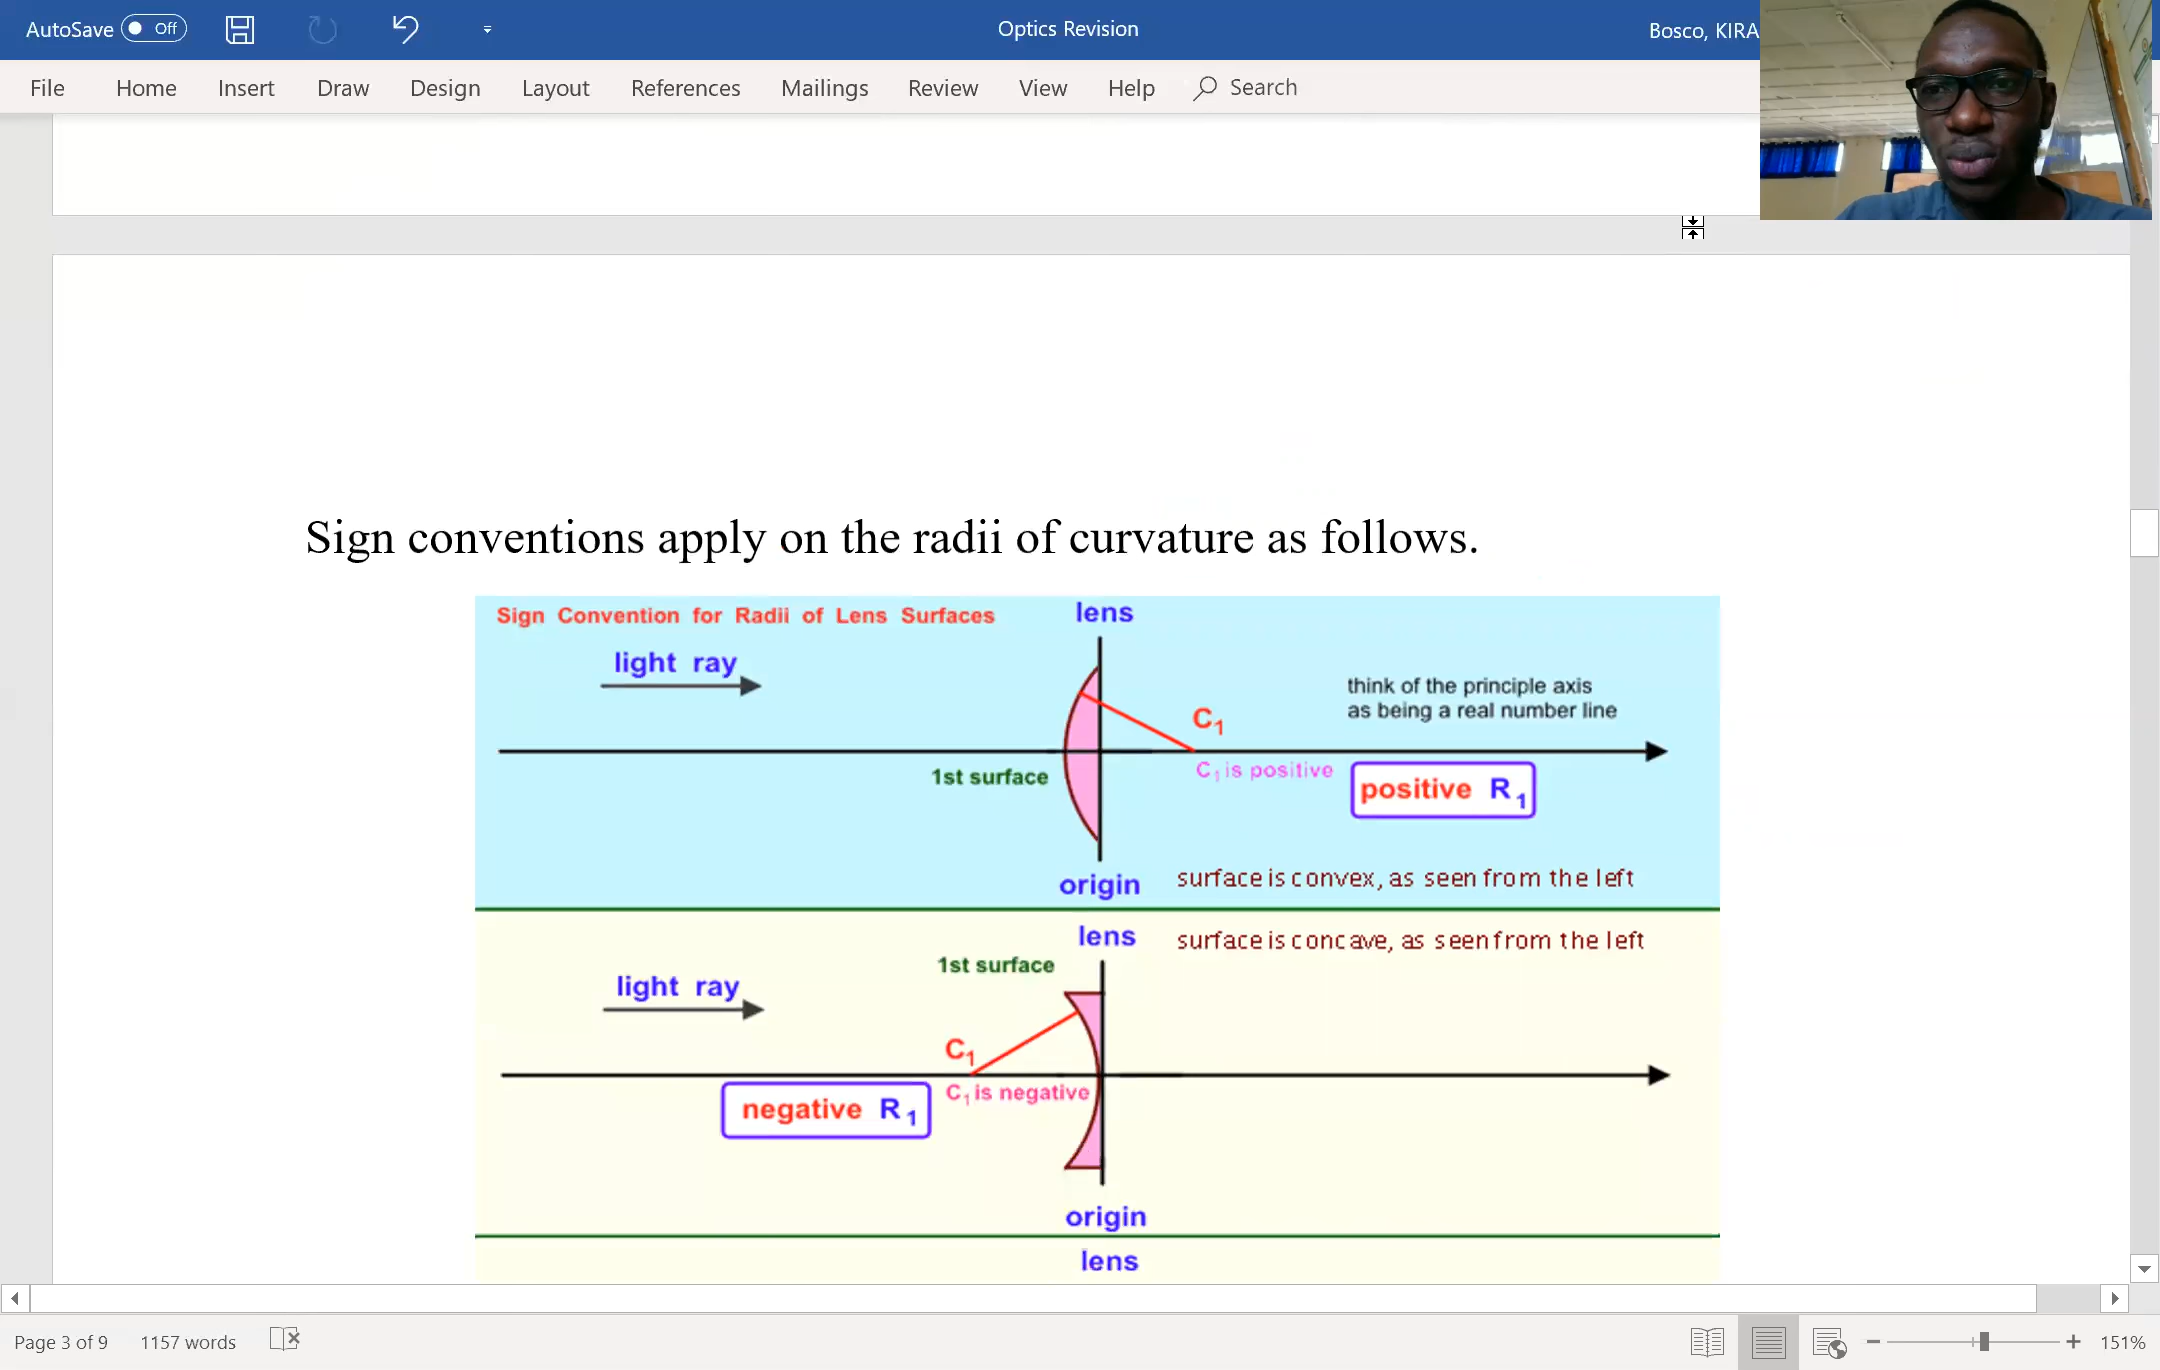 AutoSave Off Optics Revision Bosco, KIRA
File Home Insert Draw Design Layout References Mailings Review View Help Search
Sign conventions apply on the radii of curvature as follows.
Sign Convention for Radii of Lens Surfaces
lens
light ray
think of the principle axis
as being a real number line
C1
1st surface
C1 is positive
positive R1
origin
surface is convex, as seen from the left
lens
surface is concave, as seen from the left
1st surface
light ray
C1
C1 is negative
negative R1
origin
lens
Page 3 of 9 1157 words 151%